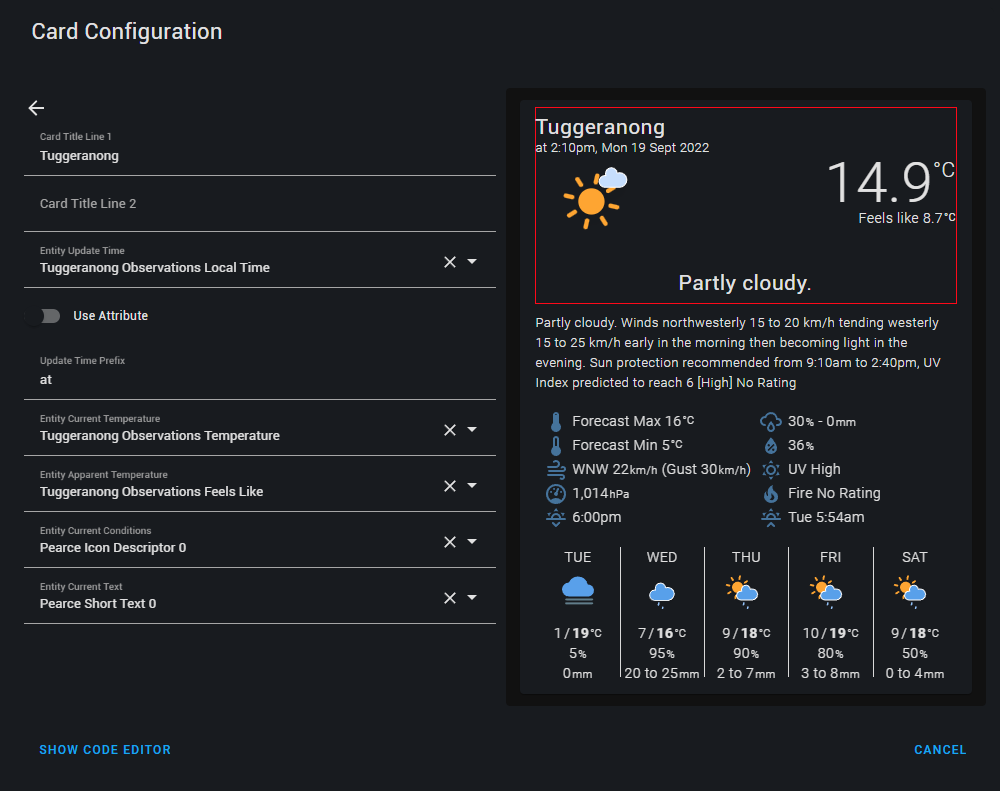 Card Configuration
Card Title Line 1
Tuggeranong
Card Title Line 2
Entity Update Time
Tuggeranong Observations Local Time
Use Attribute
Update Time Prefix
at
Entity Current Temperature
Tuggeranong Observations Temperature
Entity Apparent Temperature
Tuggeranong Observations Feels Like
Entity Current Conditions
Pearce Icon Descriptor 0
Entity Current Text
Pearce Short Text 0
Tuggeranong
at 2:10pm, Mon 19 Sept 2022
14.9°C
Feels like 8.7°C
Partly cloudy.
Partly cloudy. Winds northwesterly 15 to 20 km/h tending westerly
15 to 25 km/h early in the morning then becoming light in the
evening. Sun protection recommended from 9:10am to 2:40pm, UV
Index predicted to reach 6 [High] No Rating
Forecast Max 16°C 30% - 0mm
Forecast Min 5°C 36%
WNW 22km/h (Gust 30km/h) UV High
1,014hPa Fire No Rating
6:00pm Tue 5:54am
TUE WED THU FRI SAT
1/19°C 7/16°C 9/18°C 10/19°C 9/18°C
5% 95% 90% 80% 50%
0mm 20 to 25mm 2 to 7mm 3 to 8mm 0 to 4mm
SHOW CODE EDITOR CANCEL